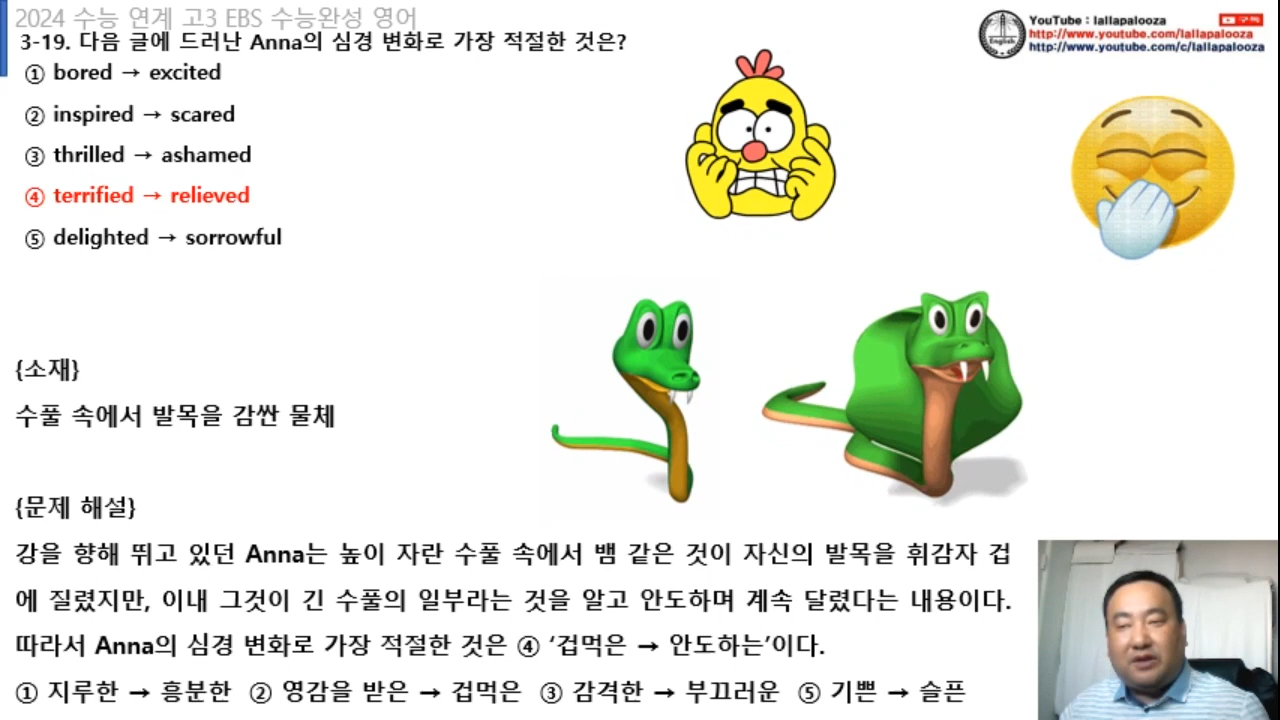 2024 수능 연계 고3 EBS 수능완성 영어
3-19. 다음 글에 드러난 Anna의 심경 변화로 가장 적절한 것은?
① bored → excited
② inspired → scared
③ thrilled → ashamed
④ terrified → relieved
⑤ delighted → sorrowful
YouTube : lallapalooza
구독
http://www.youtube.com/lallapalooza
http://www.youtube.com/c/lallapalooza
English
{소재}
수풀 속에서 발목을 감싼 물체
{문제 해설}
강을 향해 뛰고 있던 Anna는 높이 자란 수풀 속에서 뱀 같은 것이 자신의 발목을 휘감자 겁
에 질렸지만, 이내 그것이 긴 수풀의 일부라는 것을 알고 안도하며 계속 달렸다는 내용이다.
따라서 Anna의 심경 변화로 가장 적절한 것은 ④ ‘겁먹은 → 안도하는’이다.
① 지루한 → 흥분한 ② 영감을 받은 → 겁먹은 ③ 감격한 → 부끄러운 ⑤ 기쁜 → 슬픈